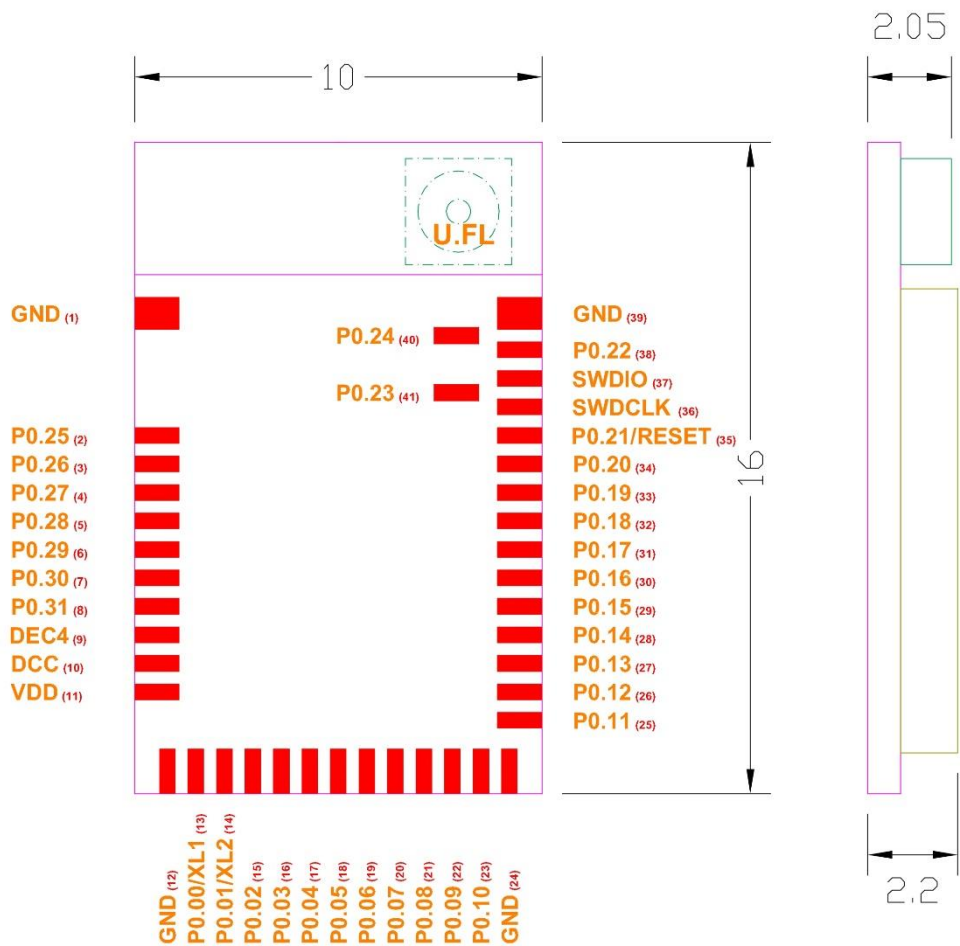 2.05
10
U.FL
GND (1)
P0.24 (40)
GND (39)
P0.22 (38)
P0.23 (41)
SWDIO (37)
SWDCLK (36)
P0.25 (2)
P0.21/RESET (35)
P0.26 (3)
P0.20 (34)
16
P0.27 (4)
P0.19 (33)
P0.28 (5)
P0.18 (32)
P0.29 (6)
P0.17 (31)
P0.30 (7)
P0.16 (30)
P0.31 (8)
P0.15 (29)
DEC4 (9)
P0.14 (28)
DCC (10)
P0.13 (27)
VDD (11)
P0.12 (26)
P0.11 (25)
GND (12)
P0.00/XL1 (13)
P0.01/XL2 (14)
P0.02 (15)
P0.03 (16)
P0.04 (17)
P0.05 (18)
P0.06 (19)
P0.07 (20)
P0.08 (21)
P0.09 (22)
P0.10 (23)
GND (24)
2.2